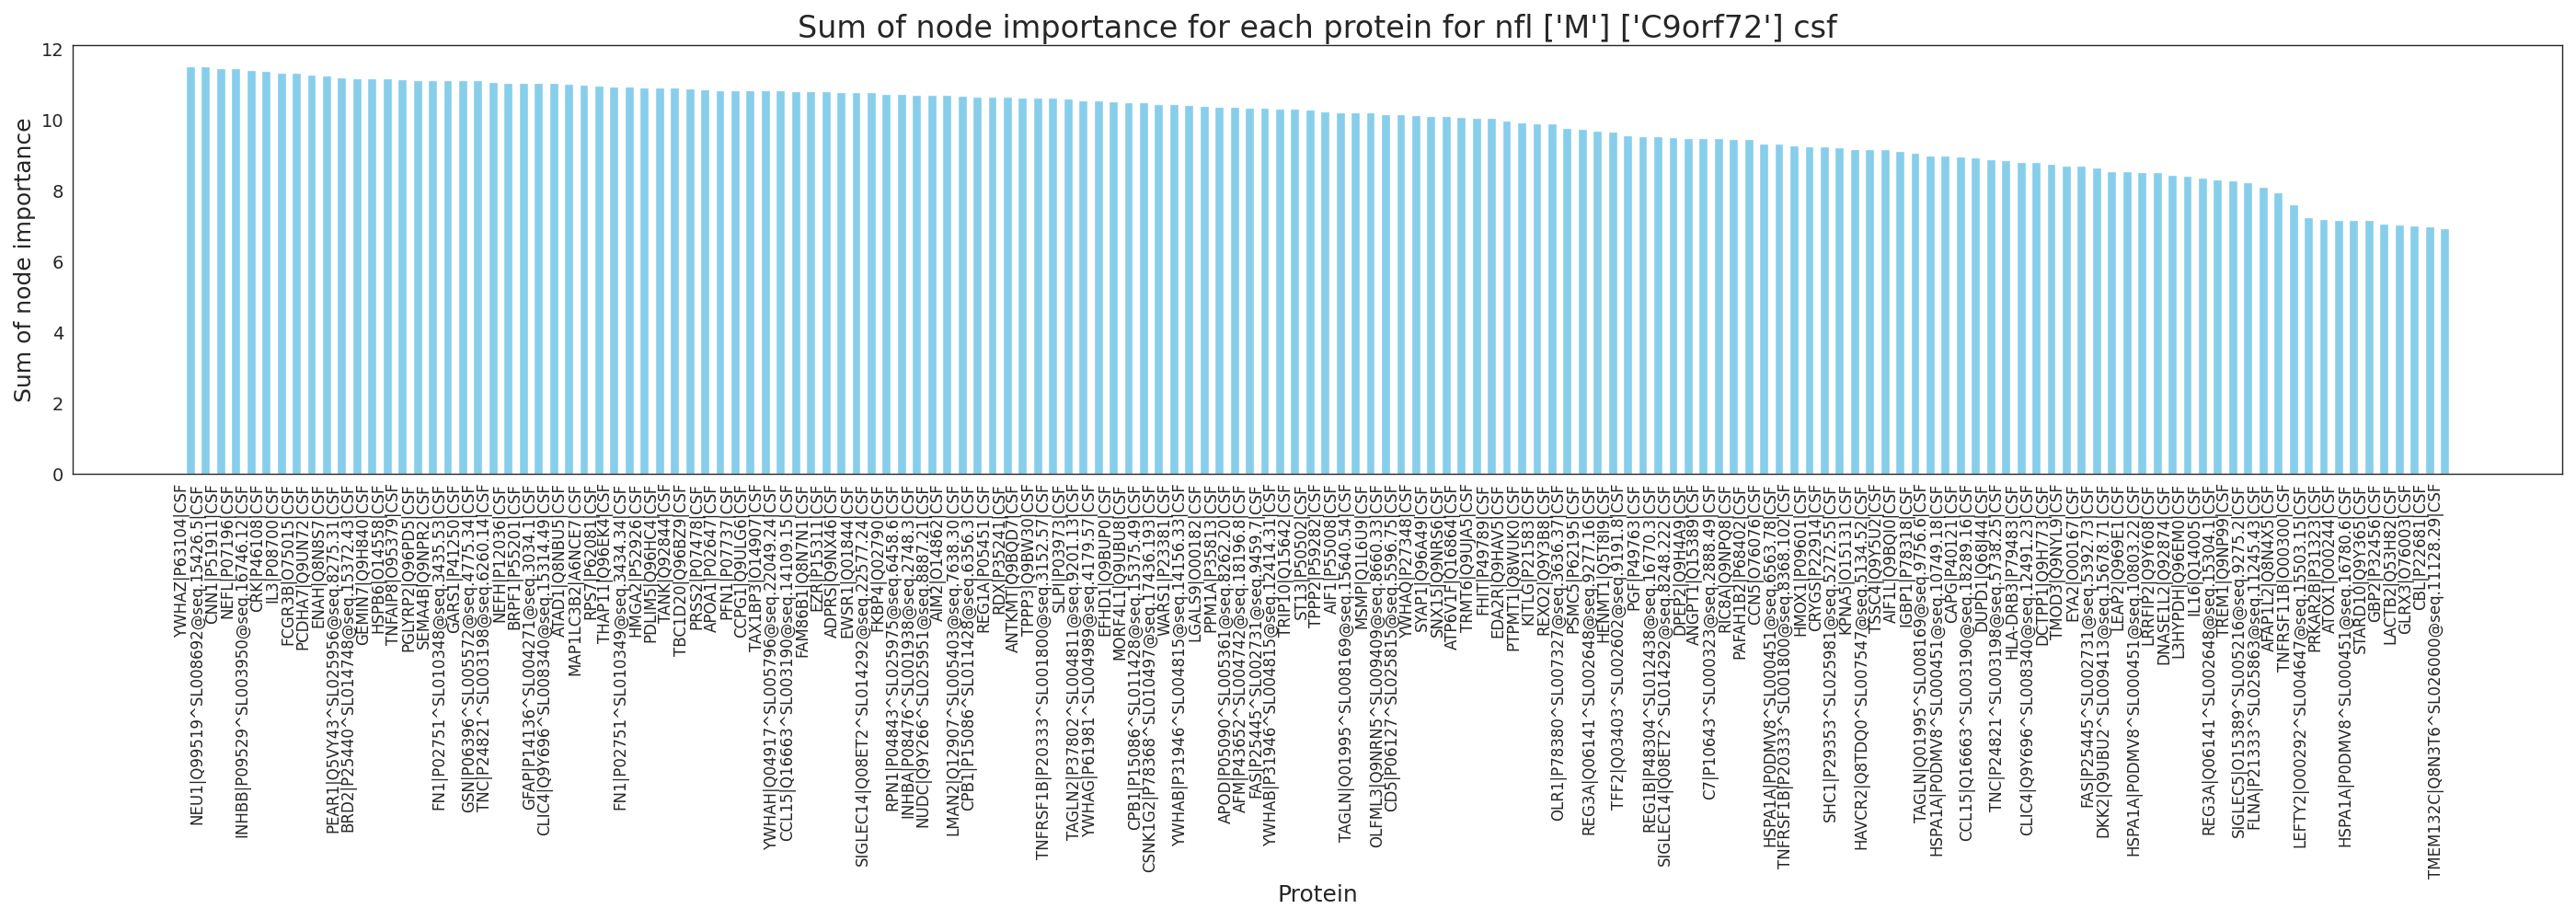 Sum of node importance for each protein for nfl ['M'] ['C9orf72'] csf
Sum of node importance
12
10
8
6
4
2
0
YWHAZ|P63104|CSF
NEU1|Q99519^SL008692@seq.15426.5|CSF
CNN1|P51911|CSF
NEFL|P07196|CSF
INHBB|P09529^SL003950@seq.16746.12|CSF
CRK|P46108|CSF
IL3|P08700|CSF
FCGR3B|O75015|CSF
PCDHA7|Q9UN72|CSF
ENAH|Q8N8S7|CSF
PEAR1|Q5VY43^SL025956@seq.8275.31|CSF
BRD2|P25440^SL014748@seq.15372.43|CSF
GEMIN7|Q9H840|CSF
HSPB6|O14558|CSF
TNFAIP8|O95379|CSF
PGLYRP2|Q96PD5|CSF
SEMA4B|Q9NPR2|CSF
FN1|P02751^SL010348@seq.3435.53|CSF
GARS1|P41250|CSF
GSN|P06396^SL005572@seq.4775.34|CSF
TNC|P24821^SL003198@seq.6260.14|CSF
NEFH|P12036|CSF
BRPF1|P55201|CSF
GFAP|P14136^SL004271@seq.3034.1|CSF
CLIC4|Q9Y696^SL008340@seq.15314.49|CSF
ATAD1|Q8NBU5|CSF
MAP1LC3B2|A6NCE7|CSF
RPS7|P62081|CSF
THAP11|Q96EK4|CSF
FN1|P02751^SL010349@seq.3434.34|CSF
HMGA2|P52926|CSF
PDLIM5|Q96HC4|CSF
TANK|Q92844|CSF
TBC1D20|Q96BZ9|CSF
PRSS2|P07478|CSF
APOA1|P02647|CSF
PFN1|P07737|CSF
CCPG1|Q9ULG6|CSF
TAX1BP3|O14907|CSF
YWHAH|Q04917^SL005796@seq.22049.24|CSF
CCL15|Q16663^SL003190@seq.14109.15|CSF
FAM86B1|Q8N7N1|CSF
EZR|P15311|CSF
ADPRS|Q9NX46|CSF
EWSR1|Q01844|CSF
SIGLEC14|Q08ET2^SL014292@seq.22577.24|CSF
FKBP4|Q02790|CSF
RPN1|P04843^SL025975@seq.6458.6|CSF
INHBA|P08476^SL001938@seq.2748.3|CSF
NUDC|Q9Y266^SL025951@seq.8887.21|CSF
AIM2|O14862|CSF
LMAN2|Q12907^SL005403@seq.7638.30|CSF
CPB1|P15086^SL011428@seq.6356.3|CSF
REG1A|P05451|CSF
RDX|P35241|CSF
ANTKMT|Q9BQD7|CSF
TPPP3|Q9BW30|CSF
TNFRSF1B|P20333^SL001800@seq.3152.57|CSF
SLPI|P03973|CSF
TAGLN2|P37802^SL004811@seq.9201.13|CSF
YWHAG|P61981^SL004989@seq.4179.57|CSF
EFHD1|Q9BUP0|CSF
MORF4L1|Q9UBU8|CSF
CPB1|P15086^SL011428@seq.15375.49|CSF
CSNK1G2|P78368^SL010497@seq.17436.193|CSF
WARS1|P23381|CSF
YWHAB|P31946^SL004815@seq.14156.33|CSF
LGALS9|O00182|CSF
PPM1A|P35813|CSF
APOD|P05090^SL005361@seq.8262.20|CSF
AFM|P43652^SL004742@seq.18196.8|CSF
FAS|P25445^SL002731@seq.9459.7|CSF
YWHAB|P31946^SL004815@seq.12414.31|CSF
TRIP10|Q15642|CSF
ST13|P50502|CSF
TPPP2|P59282|CSF
AIF1|P55008|CSF
TAGLN|Q01995^SL008169@seq.15640.54|CSF
MSMP|Q1L6U9|CSF
OLFML3|Q9NRN5^SL009409@seq.8660.33|CSF
CD5|P06127^SL025815@seq.5596.75|CSF
YWHAQ|P27348|CSF
SYAP1|Q96A49|CSF
SNX15|Q9NRS6|CSF
ATP6V1F|Q16864|CSF
TRMT6|Q9UJA5|CSF
FHIT|P49789|CSF
EDA2R|Q9HAV5|CSF
PTPMT1|Q8WUK0|CSF
KITLG|P21583|CSF
REXO2|Q9Y3B8|CSF
OLR1|P78380^SL007327@seq.3636.37|CSF
PSMC5|P62195|CSF
REG3A|Q06141^SL002648@seq.9277.16|CSF
HENMT1|Q5T8I9|CSF
TFF2|Q03403^SL002602@seq.9191.8|CSF
PGF|P49763|CSF
REG1B|P48304^SL012438@seq.16770.3|CSF
SIGLEC14|Q08ET2^SL014292@seq.8248.222|CSF
DPEP2|Q9H4A9|CSF
ANGPT1|Q15389|CSF
C7|P10643^SL000323@seq.2888.49|CSF
RIC8A|Q9NPQ8|CSF
PAFAH1B2|P68402|CSF
CCN5|O76076|CSF
HSPA1A|P0DMV8^SL000451@seq.6563.78|CSF
TNFRSF1B|P20333^SL001800@seq.8368.102|CSF
HMOX1|P09601|CSF
CRYGS|P22914|CSF
SHC1|P29353^SL025981@seq.5272.55|CSF
KPNA5|O15131|CSF
HAVCR2|Q8TDQ0^SL007547@seq.5134.52|CSF
TSSC4|Q9Y5U2|CSF
AIF1L|Q9BQI0|CSF
IGBP1|P78318|CSF
TAGLN|Q01995^SL008169@seq.9756.6|CSF
HSPA1A|P0DMV8^SL000451@seq.10749.18|CSF
CAPG|P40121|CSF
CCL15|Q16663^SL003190@seq.18289.16|CSF
DUPD1|Q68J44|CSF
TNC|P24821^SL003198@seq.5738.25|CSF
HLA-DRB3|P79483|CSF
CLIC4|Q9Y696^SL008340@seq.12491.23|CSF
DCTPP1|Q9H773|CSF
TMOD3|Q9NYL9|CSF
EYA2|O00167|CSF
FAS|P25445^SL002731@seq.5392.73|CSF
DKK2|Q9UBU2^SL009413@seq.15678.71|CSF
LEAP2|Q969E1|CSF
HSPA1A|P0DMV8^SL000451@seq.10803.22|CSF
LRRFIP2|Q9Y608|CSF
DNASE1L2|Q92874|CSF
L3HYPDH|Q96EM0|CSF
IL16|Q14005|CSF
REG3A|Q06141^SL002648@seq.15304.1|CSF
TREM1|Q9NP99|CSF
SIGLEC5|O15389^SL005216@seq.9275.2|CSF
FLNA|P21333^SL025863@seq.11245.43|CSF
AFAP1L2|Q8N4X5|CSF
TNFRSF11B|O00300|CSF
LEFTY2|O00292^SL004647@seq.15503.15|CSF
PRKAR2B|P31323|CSF
ATOX1|O00244|CSF
HSPA1A|P0DMV8^SL000451@seq.16780.6|CSF
STARD10|Q9Y365|CSF
GBP2|P32456|CSF
LACTB2|Q53H82|CSF
GLRX3|O76003|CSF
CBL|P22681|CSF
TMEM132C|Q8N3T6^SL026000@seq.11128.29|CSF
Protein